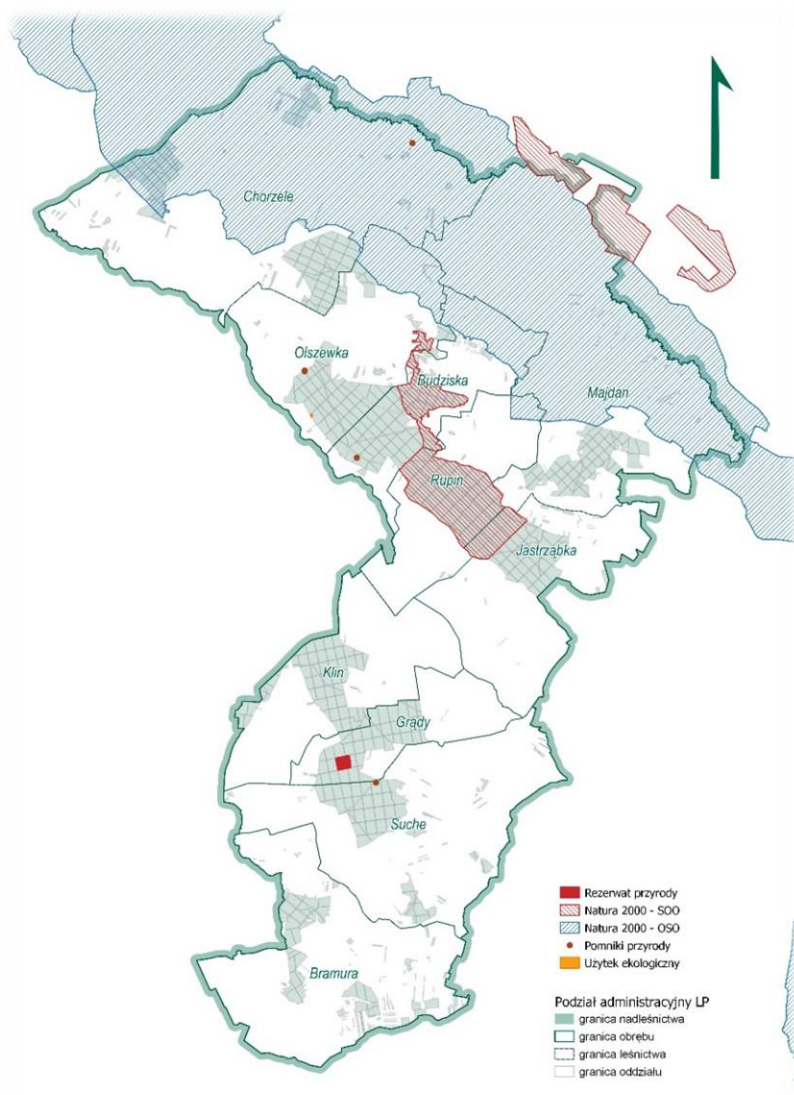 Chorzele
Olszewka
Budziska
Majdan
Rupin
Jastrząbka
Klin
Grądy
Suche
Bramura
Rezerwat przyrody
Natura 2000 - SOO
Natura 2000 - OSO
Pomniki przyrody
Użytek ekologiczny
Podział administracyjny LP
granica nadleśnictwa
granica obrębu
granica leśnictwa
granica oddziału